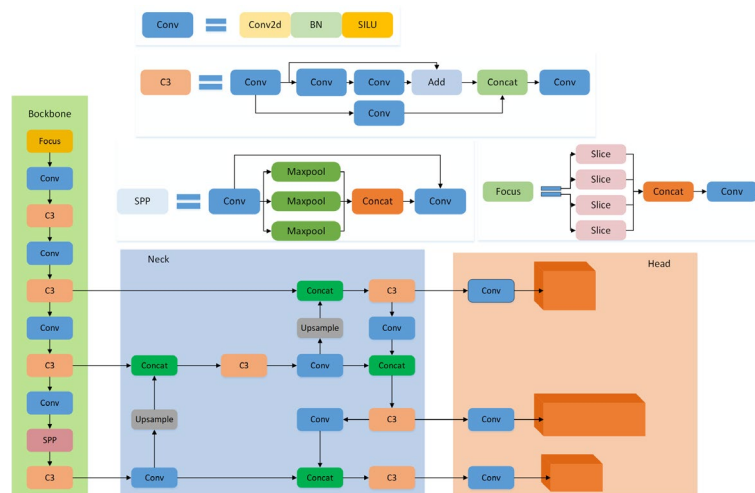 Conv
Conv2d
BN
SILU
C3
Conv
Conv
Conv
Add
Concat
Conv
Conv
Bockbone
Focus
Conv
C3
Conv
C3
Conv
C3
Conv
SPP
C3
SPP
Conv
Maxpool
Maxpool
Maxpool
Concat
Conv
Focus
Slice
Slice
Slice
Slice
Concat
Conv
Neck
Concat
C3
Upsample
Conv
Concat
C3
Conv
Concat
Upsample
Conv
C3
Conv
Concat
C3
Head
Conv
Conv
Conv